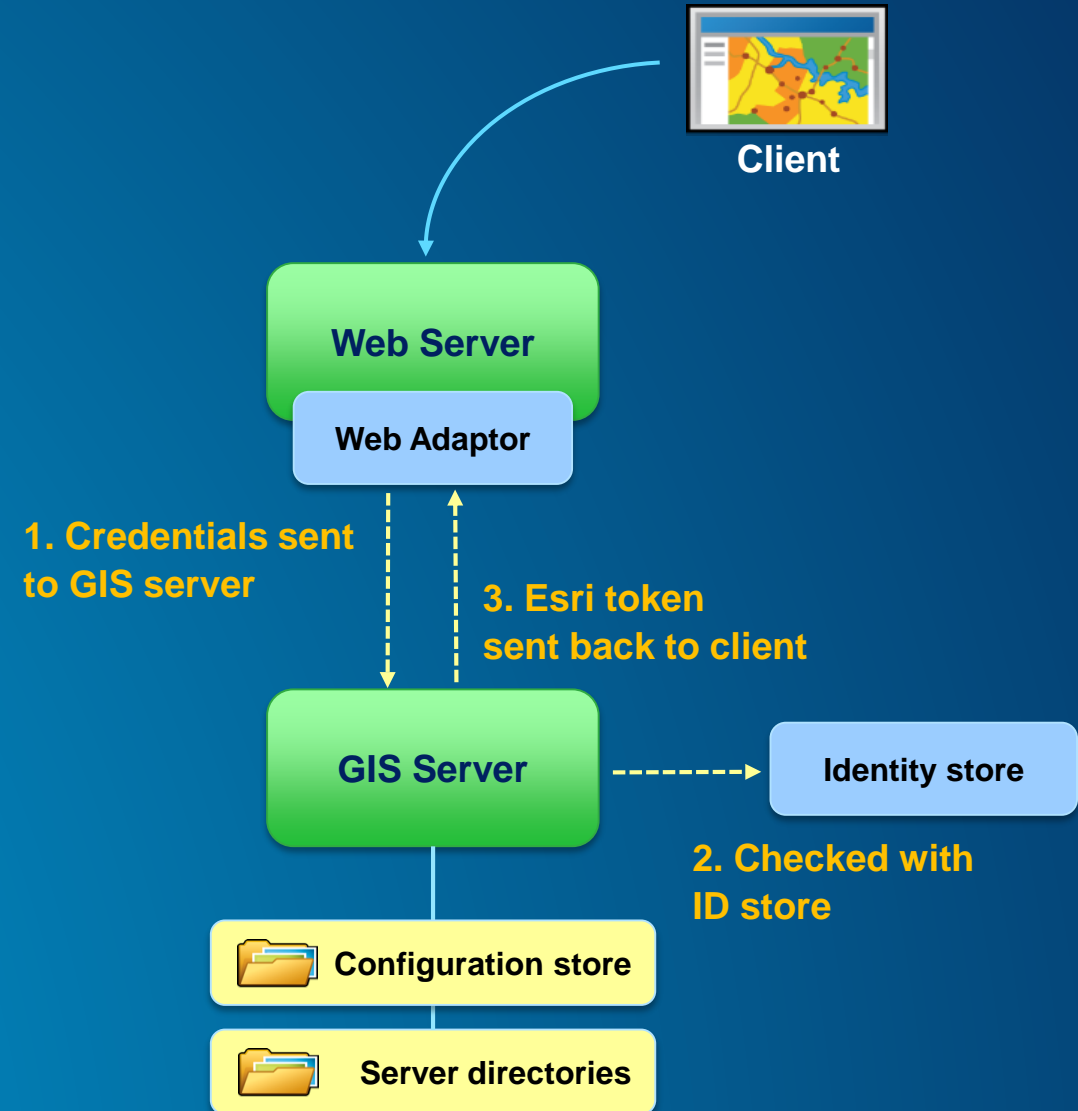 Client
Web Server
Web Adaptor
1. Credentials sent
to GIS server
3. Esri token
sent back to client
GIS Server
Identity store
2. Checked with
ID store
Configuration store
Server directories